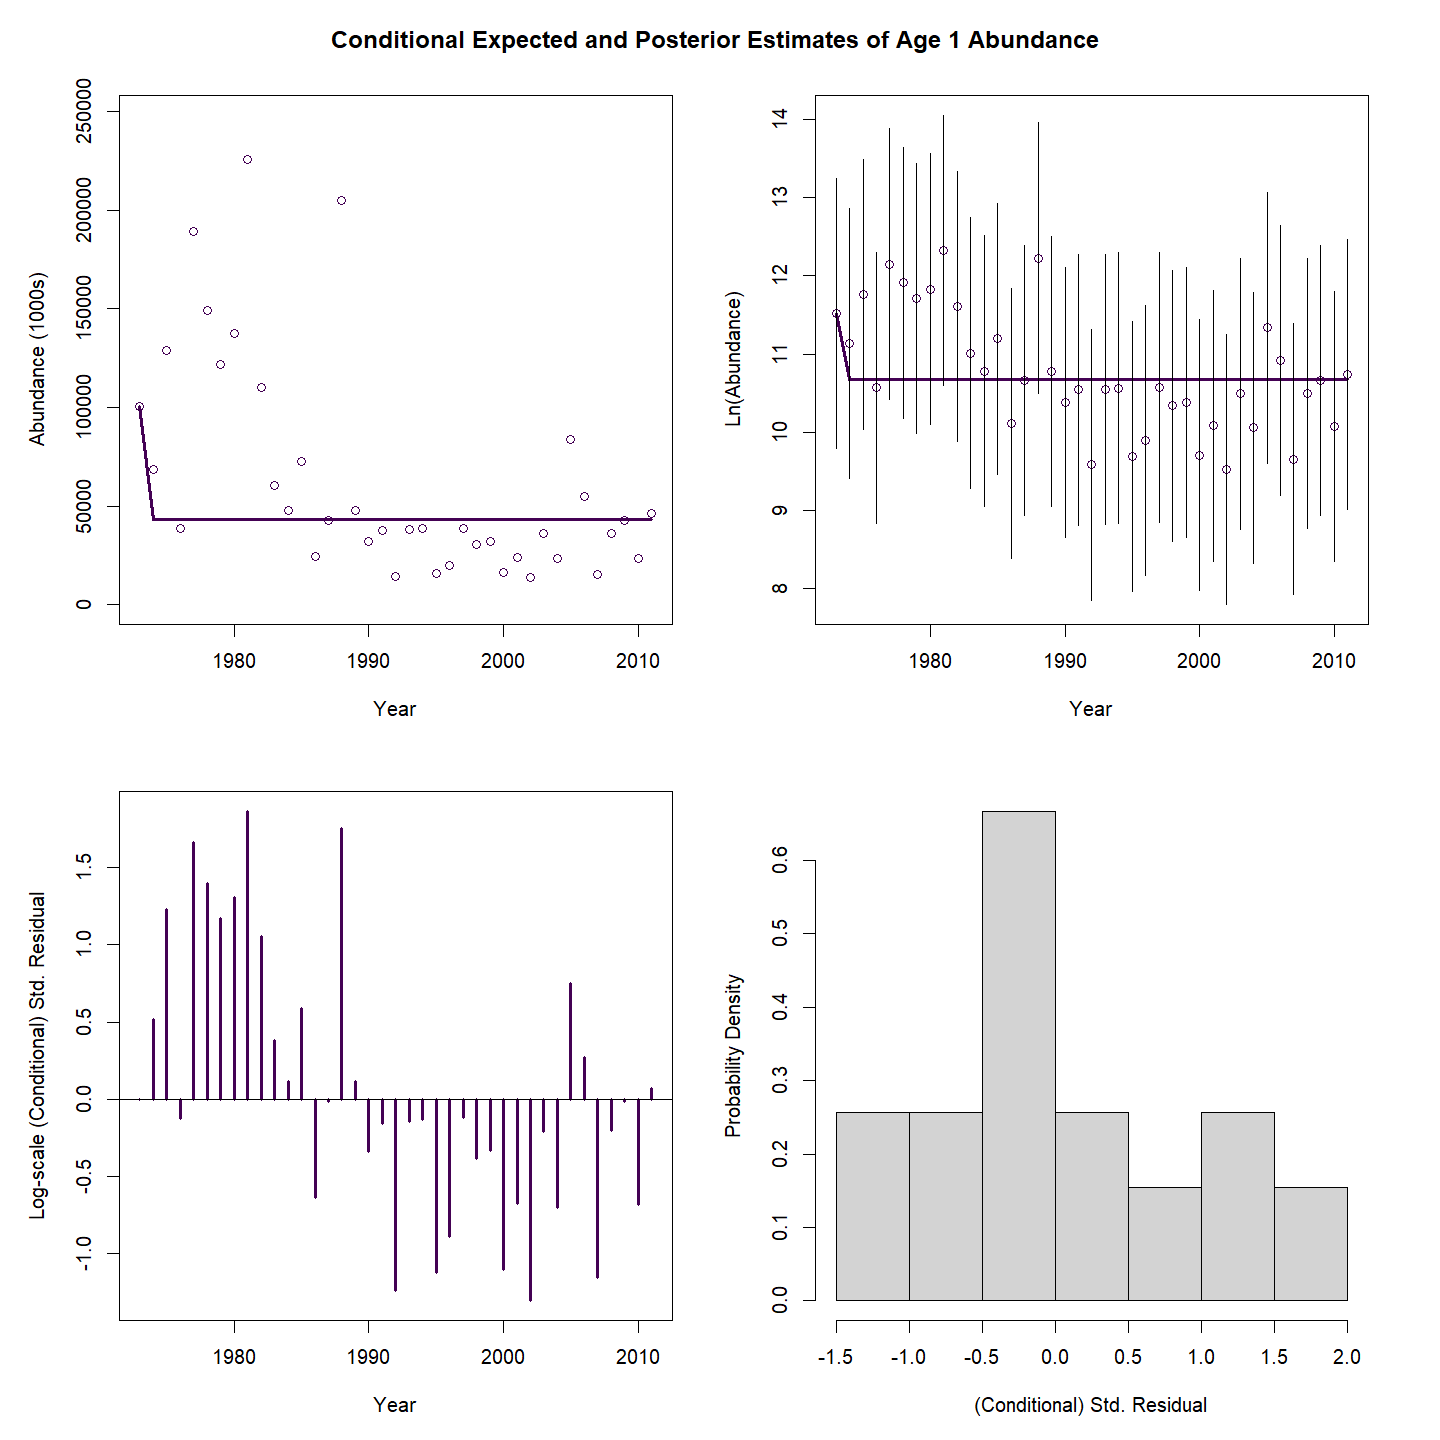 Conditional Expected and Posterior Estimates of Age 1 Abundance
Abundance (1000s)
250000
200000
150000
100000
50000
0
1980 1990 2000 2010
Year
Ln(Abundance)
14
13
12
11
10
9
8
1980 1990 2000 2010
Year
Log-scale (Conditional) Std. Residual
1.5
1.0
0.5
0.0
-0.5
-1.0
1980 1990 2000 2010
Year
Probability Density
0.6
0.5
0.4
0.3
0.2
0.1
0.0
-1.5 -1.0 -0.5 0.0 0.5 1.0 1.5 2.0
(Conditional) Std. Residual